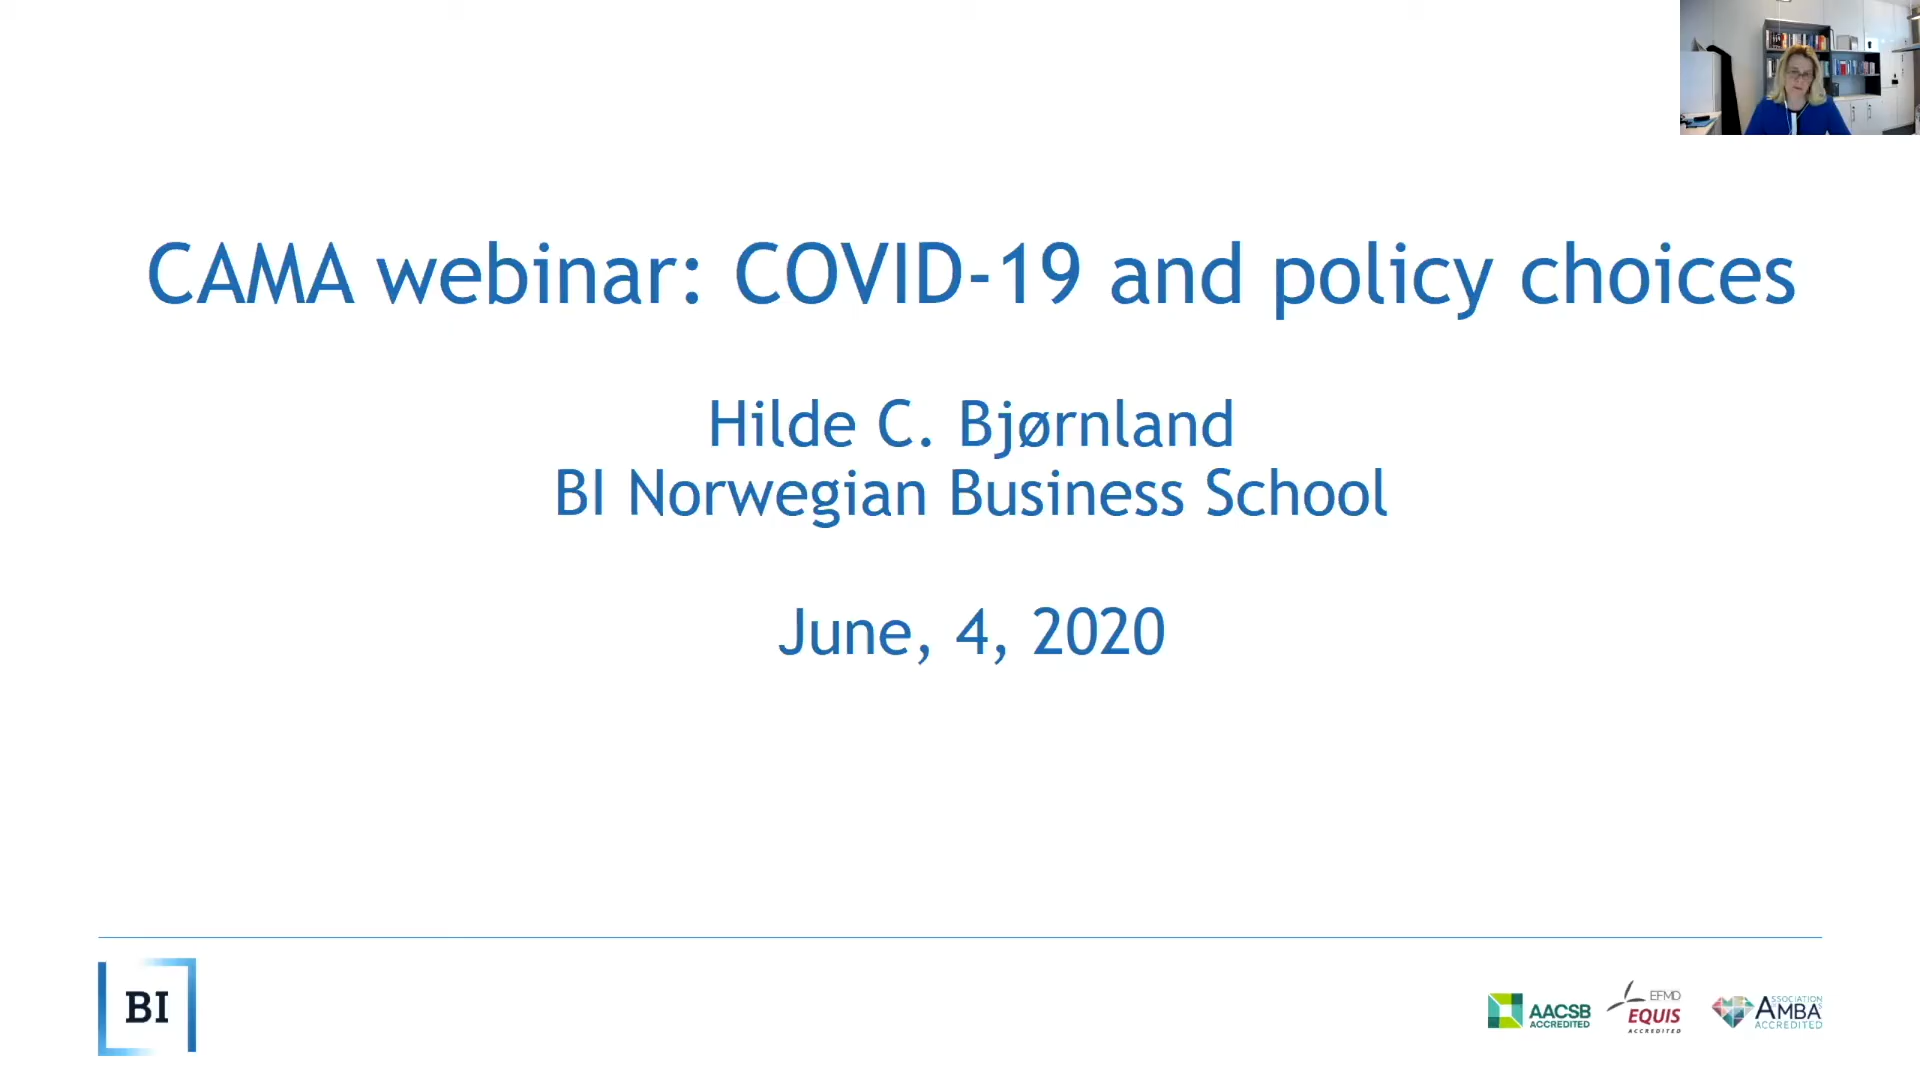 CAMA webinar: COVID-19 and policy choices
Hilde C. Bjørnland
BI Norwegian Business School
June, 4, 2020
BI
AACSB
ACCREDITED
EFMD
EQUIS
ACCREDITED
ASSOCIATION
AMBA
ACCREDITED